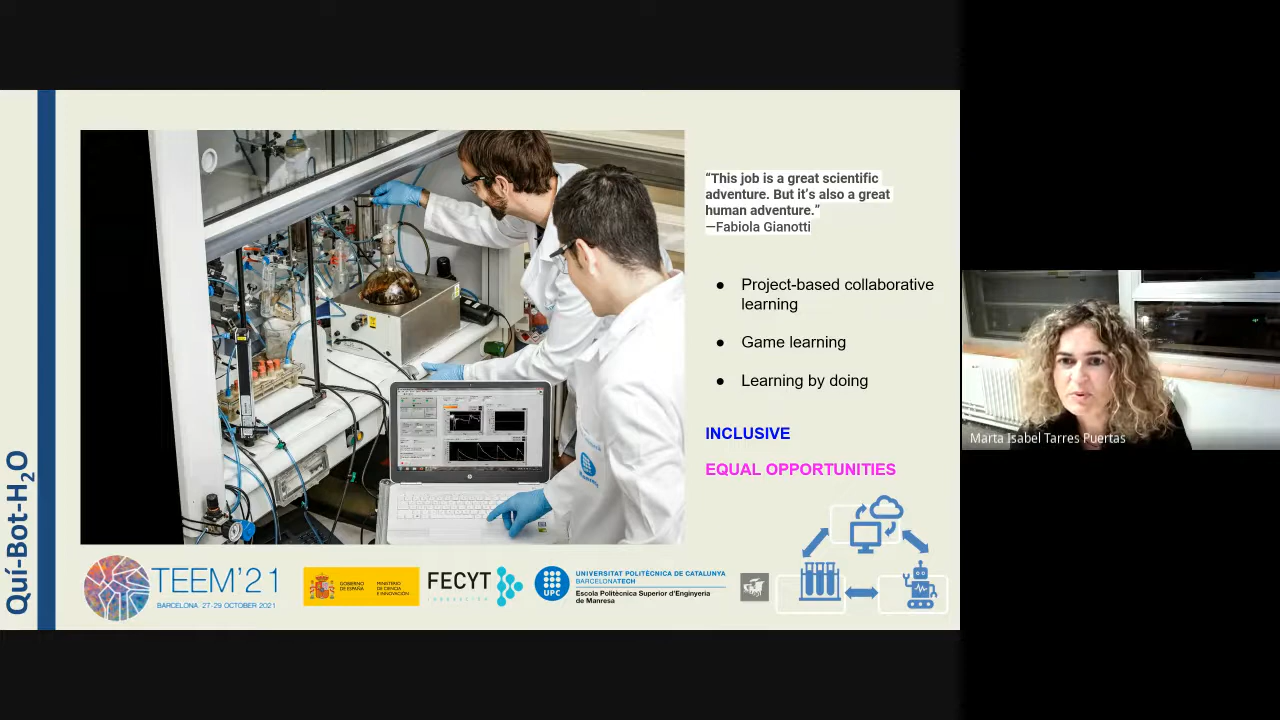 Quí-Bot-H2O
“This job is a great scientific
adventure. But it’s also a great
human adventure.”
—Fabiola Gianotti
● Project-based collaborative
learning
● Game learning
● Learning by doing
INCLUSIVE
EQUAL OPPORTUNITIES
TEEM’21
BARCELONA 27-29 OCTOBER 2021
GOBIERNO
DE ESPAÑA
MINISTERIO
DE CIENCIA
E INNOVACIÓN
FECYT
INNOVACIÓN
UPC
UNIVERSITAT POLITÈCNICA DE CATALUNYA
BARCELONATECH
Escola Politècnica Superior d’Enginyeria
de Manresa
Marta Isabel Tarres Puertas